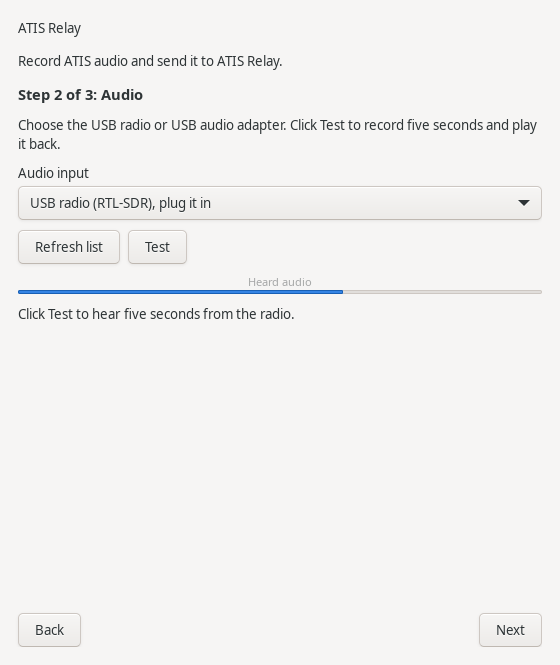 ATIS Relay
Record ATIS audio and send it to ATIS Relay.
Step 2 of 3: Audio
Choose the USB radio or USB audio adapter. Click Test to record five seconds and play
it back.
Audio input
USB radio (RTL-SDR), plug it in
Refresh list
Test
Heard audio
Click Test to hear five seconds from the radio.
Back
Next